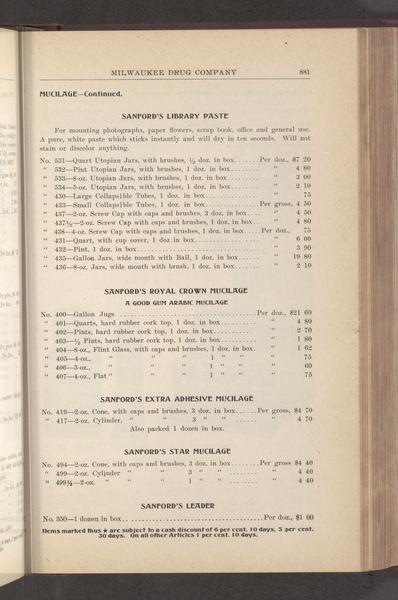 MILWAUKEE DRUG COMPANY 881
MUCILAGE—Continued.
SANFORD'S LIBRARY PASTE
For mounting photographs, paper flowers, scrap book, office and general use.
A pure, white paste which sticks instantly and will dry in ten seconds. Will not
stain or discolor anything.
No. 531—Quart Utopian Jars, with brushes, ½ doz. in box.......Per doz., $7 20
" 532—Pint Utopian Jars, with brushes, 1 doz. in box........ " 4 80
" 533—8-oz. Utopian Jars, with brushes, 1 doz. in box....... " 3 00
" 534—5-oz. Utopian Jars, with brushes, 1 doz. in box....... " 2 10
" 430—Large Collapsible Tubes, 1 doz. in box............... " 75
" 433—Small Collapsible Tubes, 1 doz. in box...............Per gross, 4 50
" 437—2-oz. Screw Cap with caps and brushes, 3 doz. in box.... " 4 50
" 437½—2-oz. Screw Cap with caps and brushes, 1 doz. in box.. " 4 80
" 438—4-oz. Screw Cap with caps and brushes, 1 doz. in box....Per doz., 75
" 431—Quart, with cup cover, 1 doz. in box................. " 6 00
" 432—Pint, 1 doz. in box................................ " 3 90
" 435—Gallon Jars, wide mouth with Bail, 1 doz. in box....... " 19 80
" 436—8-oz. Jars, wide mouth with brush, 1 doz. in box....... " 2 10
SANFORD'S ROYAL CROWN MUCILAGE
A GOOD GUM ARABIC MUCILAGE
No. 400—Gallon Jugs ......................................Per doz., $21 60
" 401—Quarts, hard rubber cork top, 1 doz. in box.......... " 4 80
" 402—Pints, hard rubber cork top, 1 doz. in box........... " 2 70
" 403—½ Pints, hard rubber cork top, 1 doz. in box......... " 1 80
" 404—8-oz., Flint Glass, with caps and brushes, 1 doz. in box. " 1 62
" 405—4-oz., " " " 1 " " " 75
" 406—3-oz., " " " 1 " " " 60
" 407—4-oz., Flat " " " 1 " " " 75
SANFORD'S EXTRA ADHESIVE MUCILAGE
No. 419—2-oz. Cone, with caps and brushes, 3 doz. in box......Per gross, $4 70
" 417—2-oz. Cylinder, " " 3 " " ...... " 4 70
Also packed 1 dozen in box.
SANFORD'S STAR MUCILAGE
No. 494—2-oz. Cone, with caps and brushes, 3 doz. in box.......Per gross $4 40
" 499—2-oz. Cylinder " " 3 " " ........ " 4 40
" 499½—2-oz. " " " 1 " " ........ " 4 40
SANFORD'S LEADER
No. 350—1 dozen in box.......................................Per doz., $1 00
Items marked thus ★ are subject to a cash discount of 6 per cent. 10 days, 5 per cent.
30 days. On all other Articles 1 per cent. 10 days.